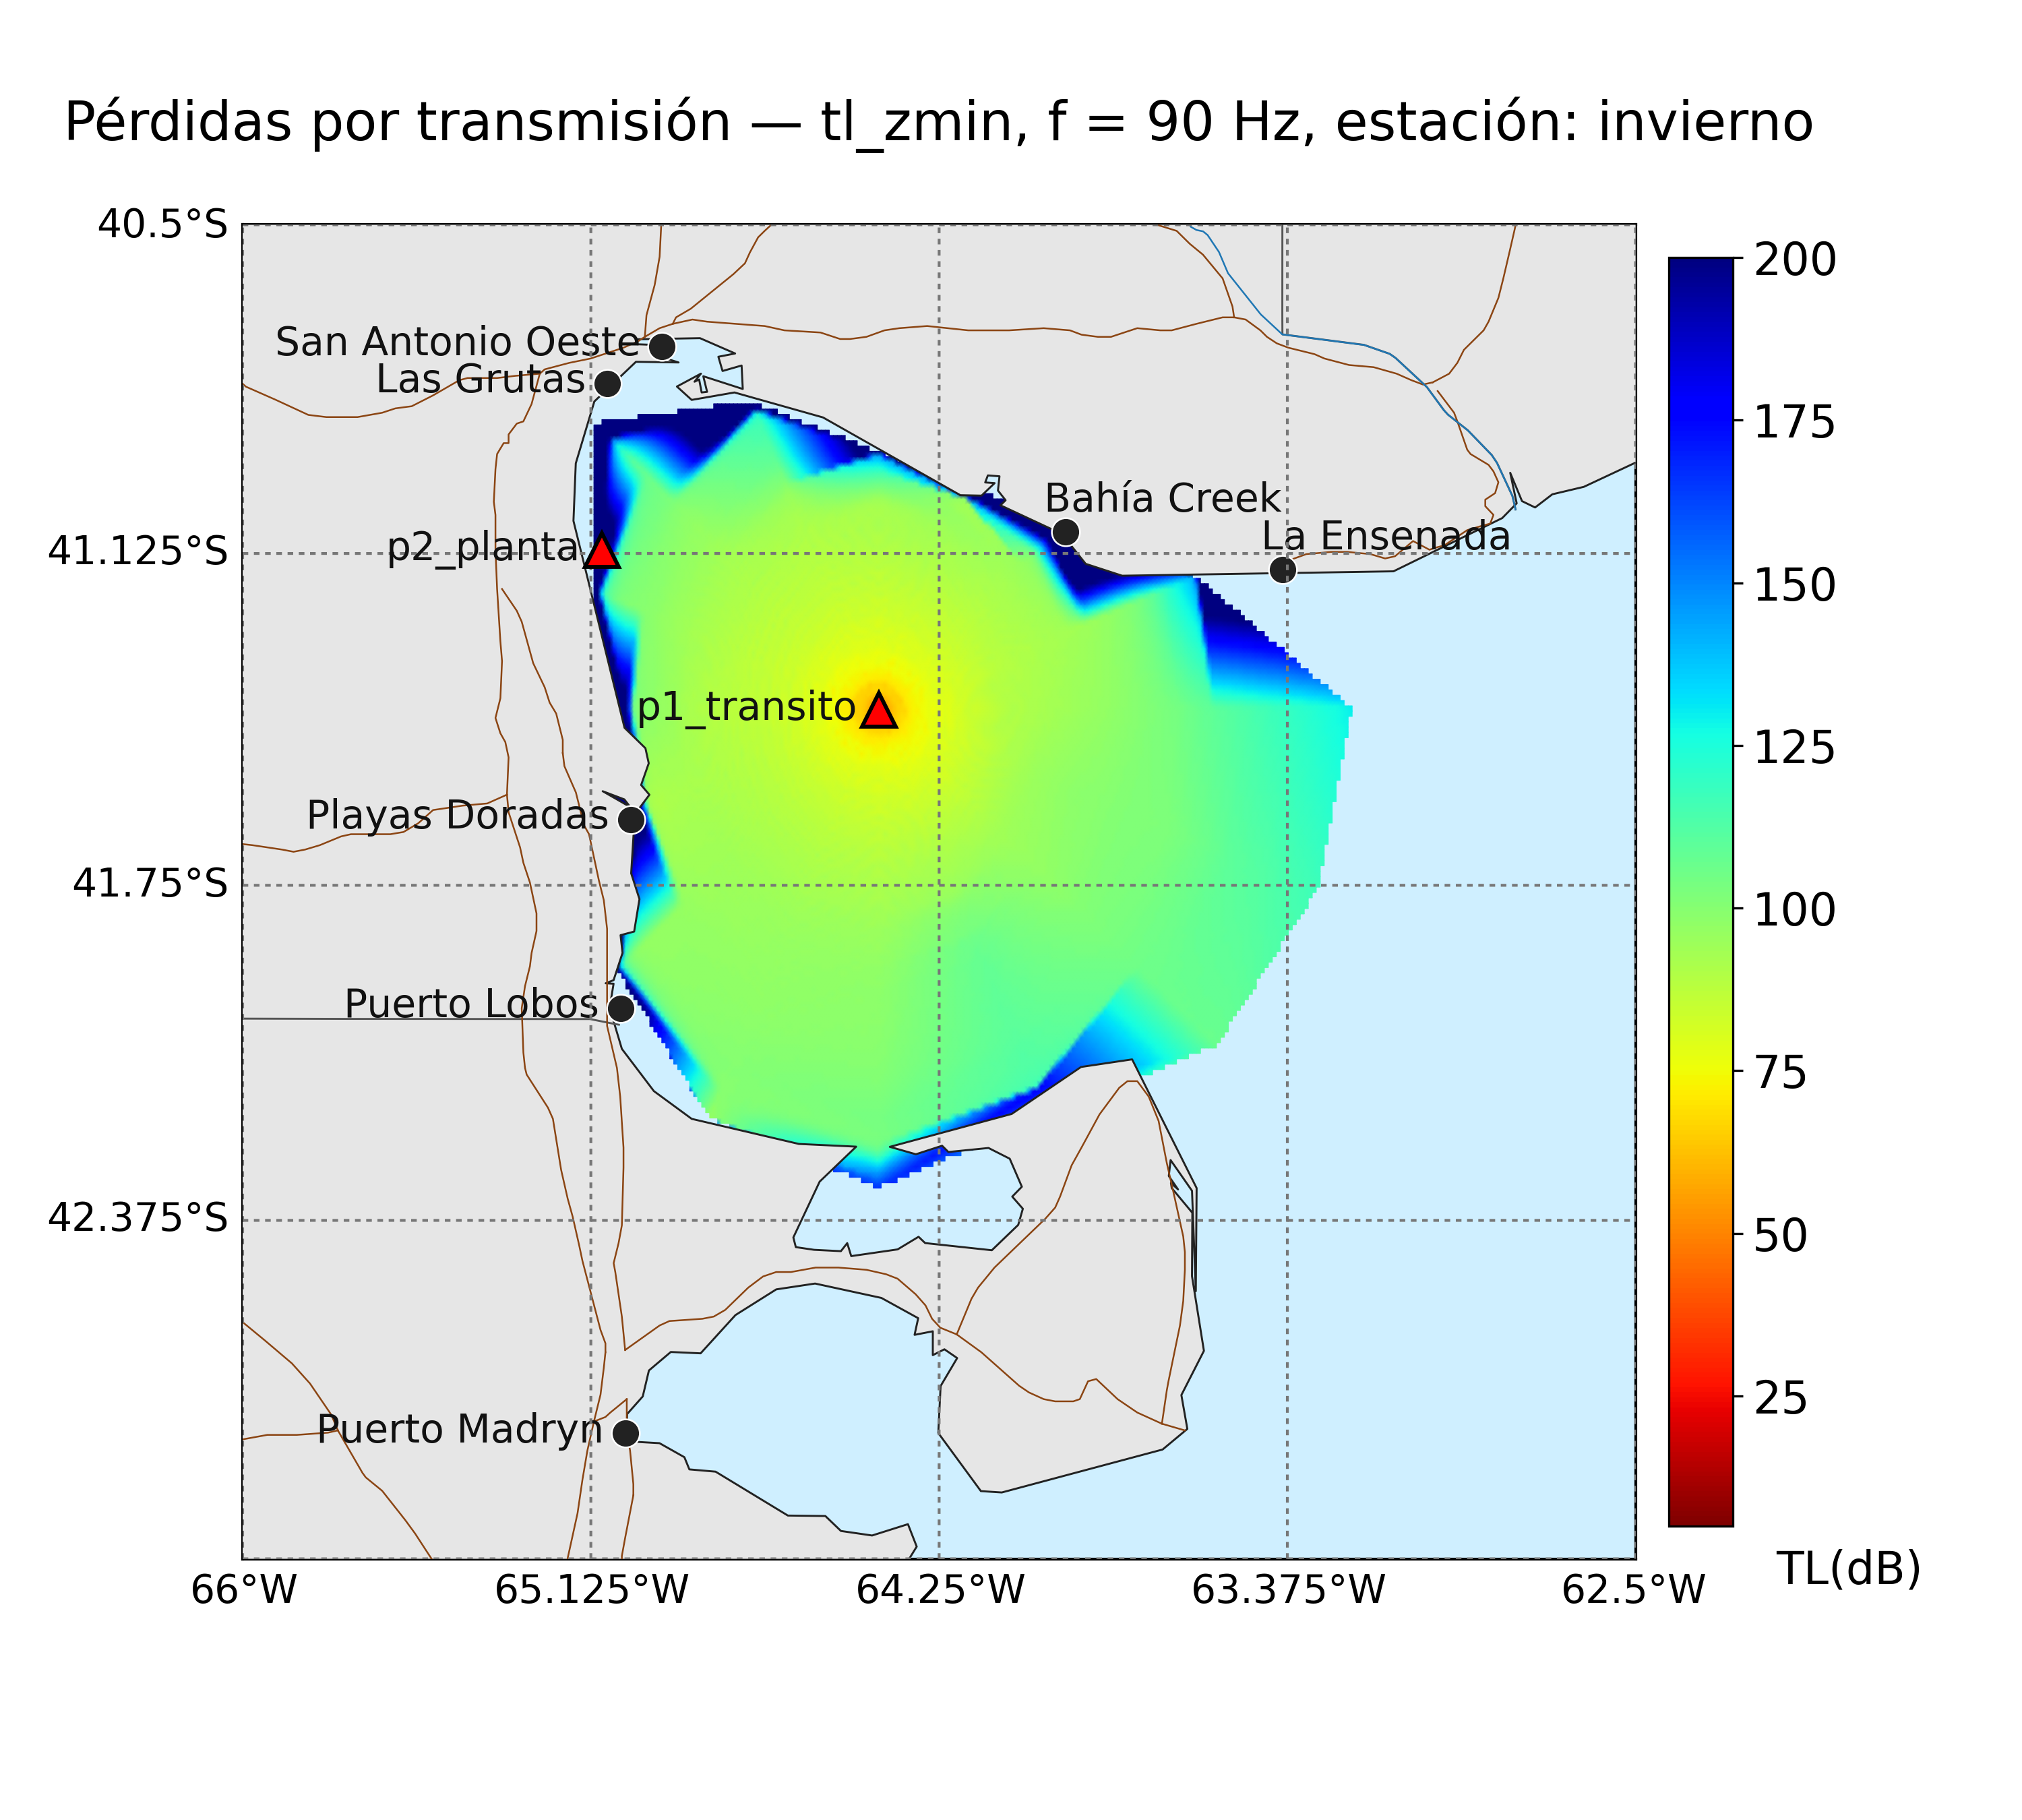 Pérdidas por transmisión — tl_zmin, f = 90 Hz, estación: invierno
40.5°S
200
San Antonio Oeste
Las Grutas
175
Bahía Creek
La Ensenada
p2_planta
41.125°S
150
p1_transito
125
Playas Doradas
41.75°S
100
Puerto Lobos
75
42.375°S
50
25
Puerto Madryn
TL(dB)
66°W 65.125°W 64.25°W 63.375°W 62.5°W